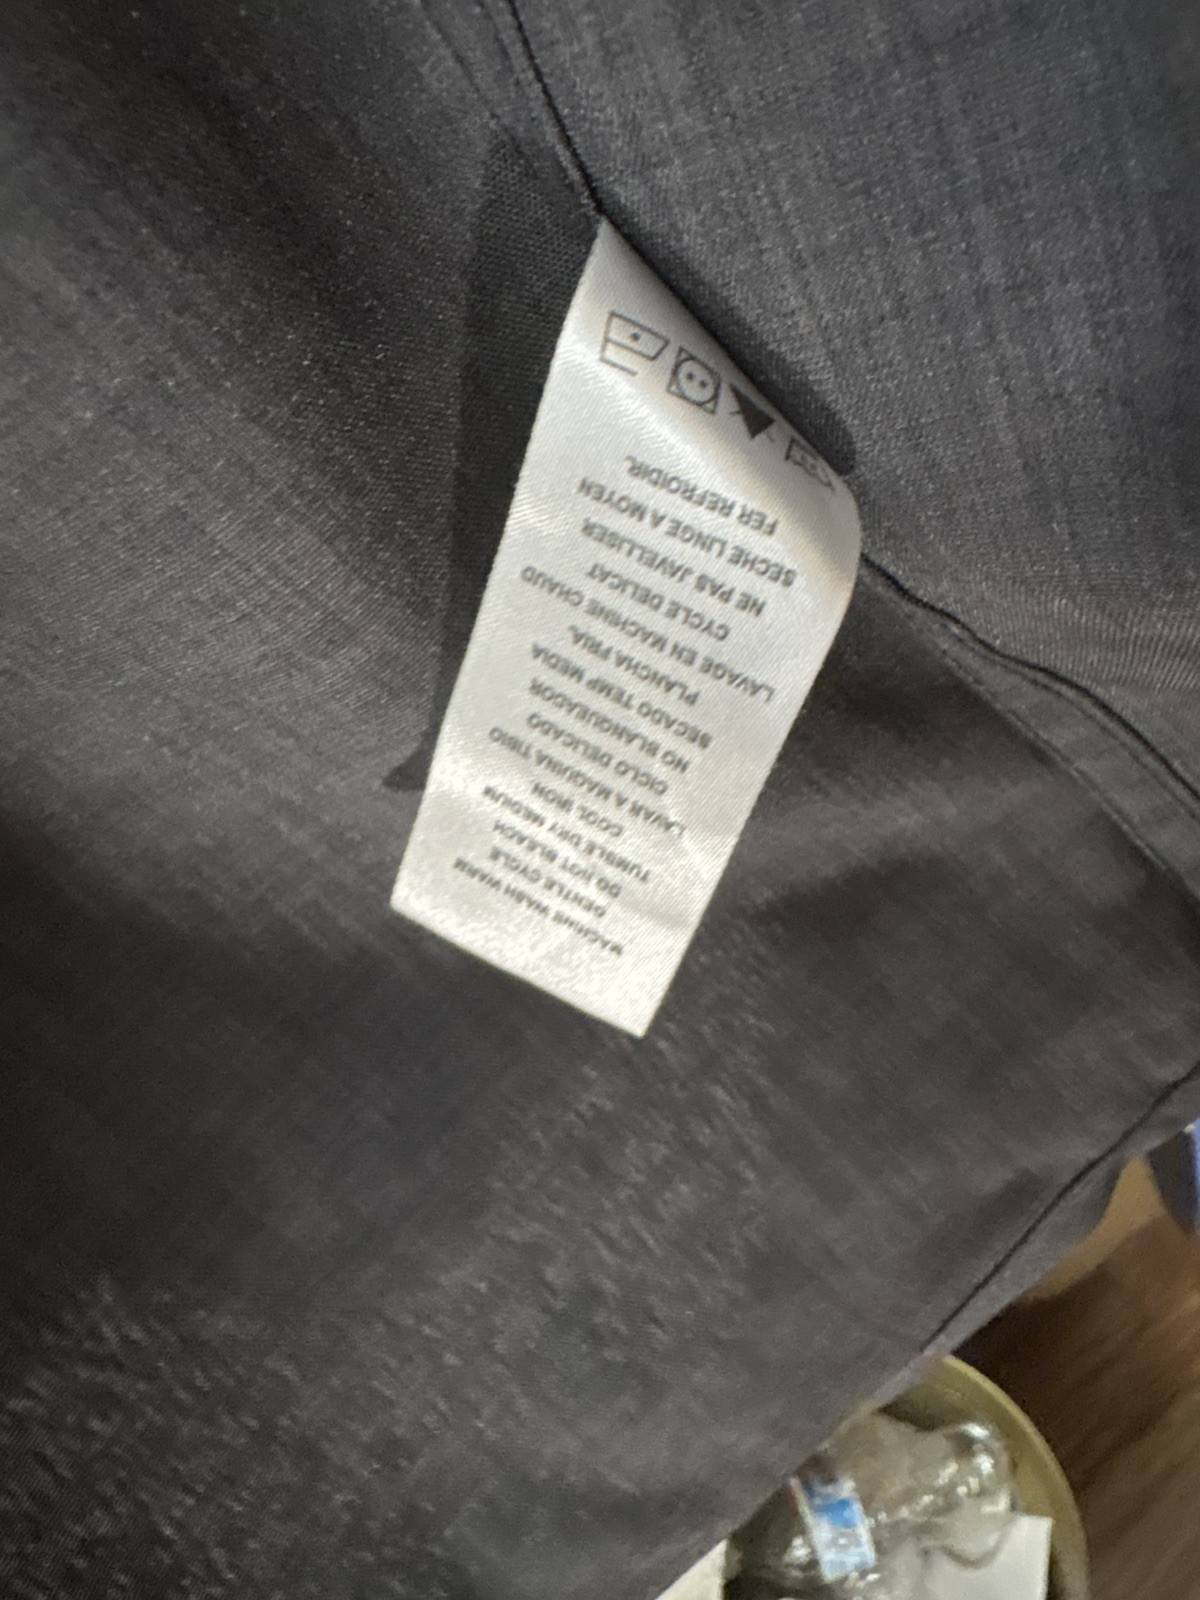 MACHINE WASH WARM
GENTLE CYCLE
DO NOT BLEACH
TUMBLE DRY MEDIUM
COOL IRON
LAVAR A MAQUINA TIBIO
CICLO DELICADO
NO BLANQUEADOR
SECADO TEMP MEDIA
PLANCHA FRIA.
LAVAGE EN MACHINE CHAUD
CYCLE DELICAT
NE PAS JAVELLISER
SECHE LINGE A MOYEN
FER REFROIDIR.